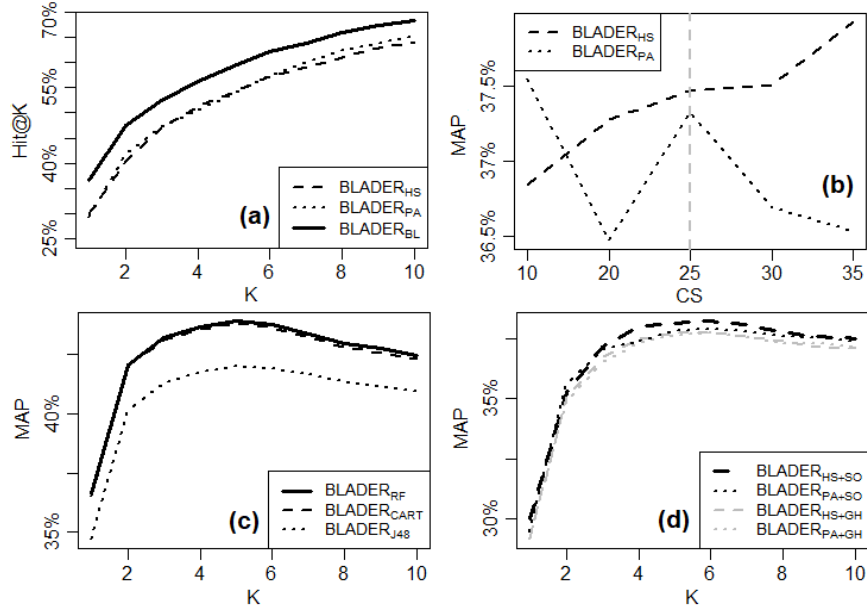 70%
55%
40%
25%
Hit@K
BLADER_HS
BLADER_PA
BLADER_BL
(a)
2 4 6 8 10
K
BLADER_HS
BLADER_PA
37.5%
37%
36.5%
MAP
(b)
10 20 25 30 35
CS
40%
35%
MAP
BLADER_RF
BLADER_CART
BLADER_J48
(c)
2 4 6 8 10
K
35%
30%
MAP
BLADER_HS+SO
BLADER_PA+SO
BLADER_HS+GH
BLADER_PA+GH
(d)
2 4 6 8 10
K